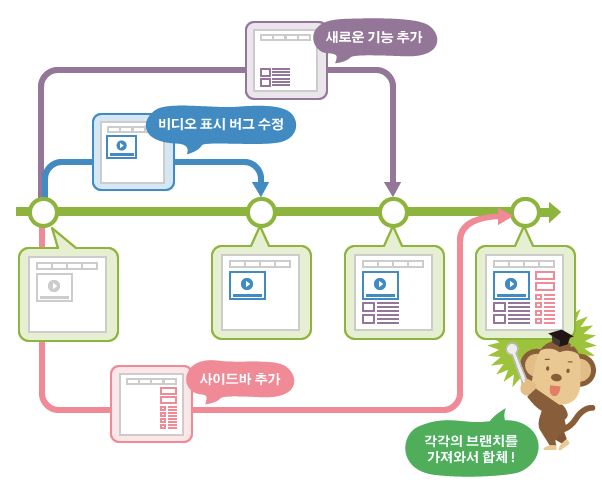 새로운 기능 추가
비디오 표시 버그 수정
사이드바 추가
각각의 브랜치를
가져와서 합체!